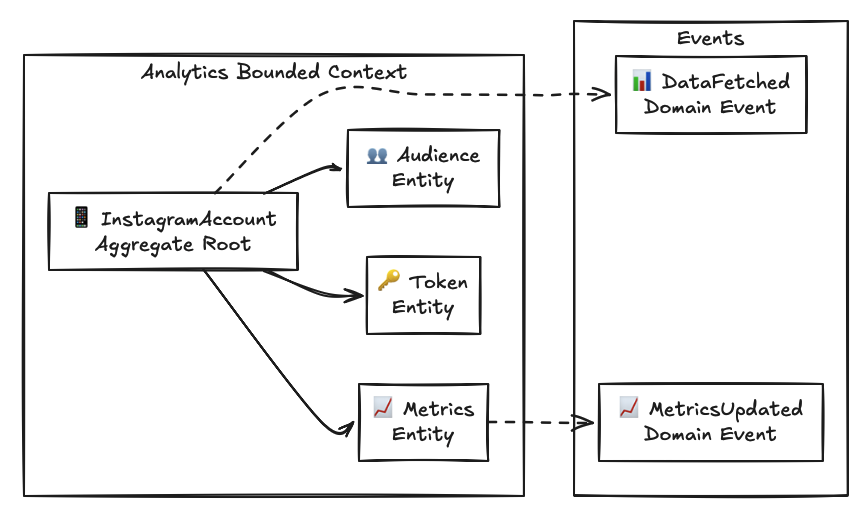 Events
Analytics Bounded Context
📊 DataFetched
Domain Event
👥 Audience
Entity
📱 InstagramAccount
Aggregate Root
🔑 Token
Entity
📈 Metrics
Entity
📈 MetricsUpdated
Domain Event